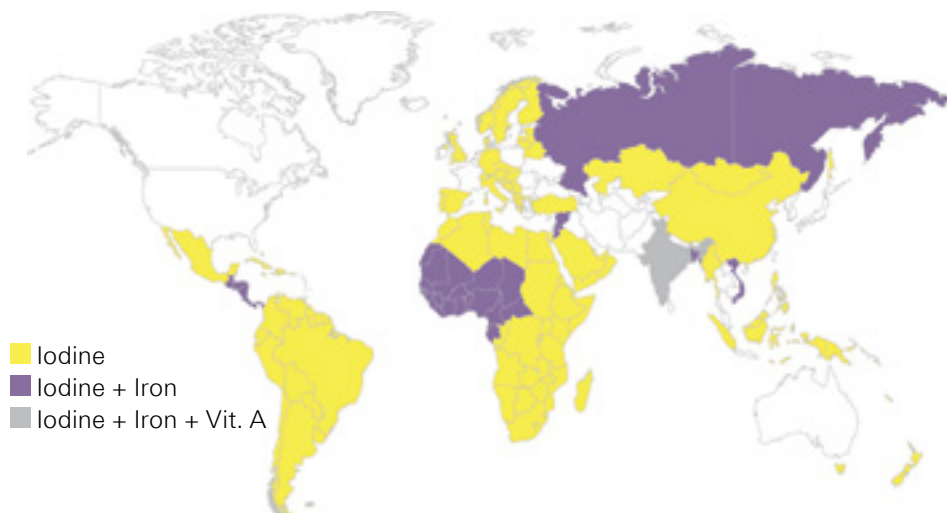 Iodine
Iodine + Iron
Iodine + Iron + Vit. A